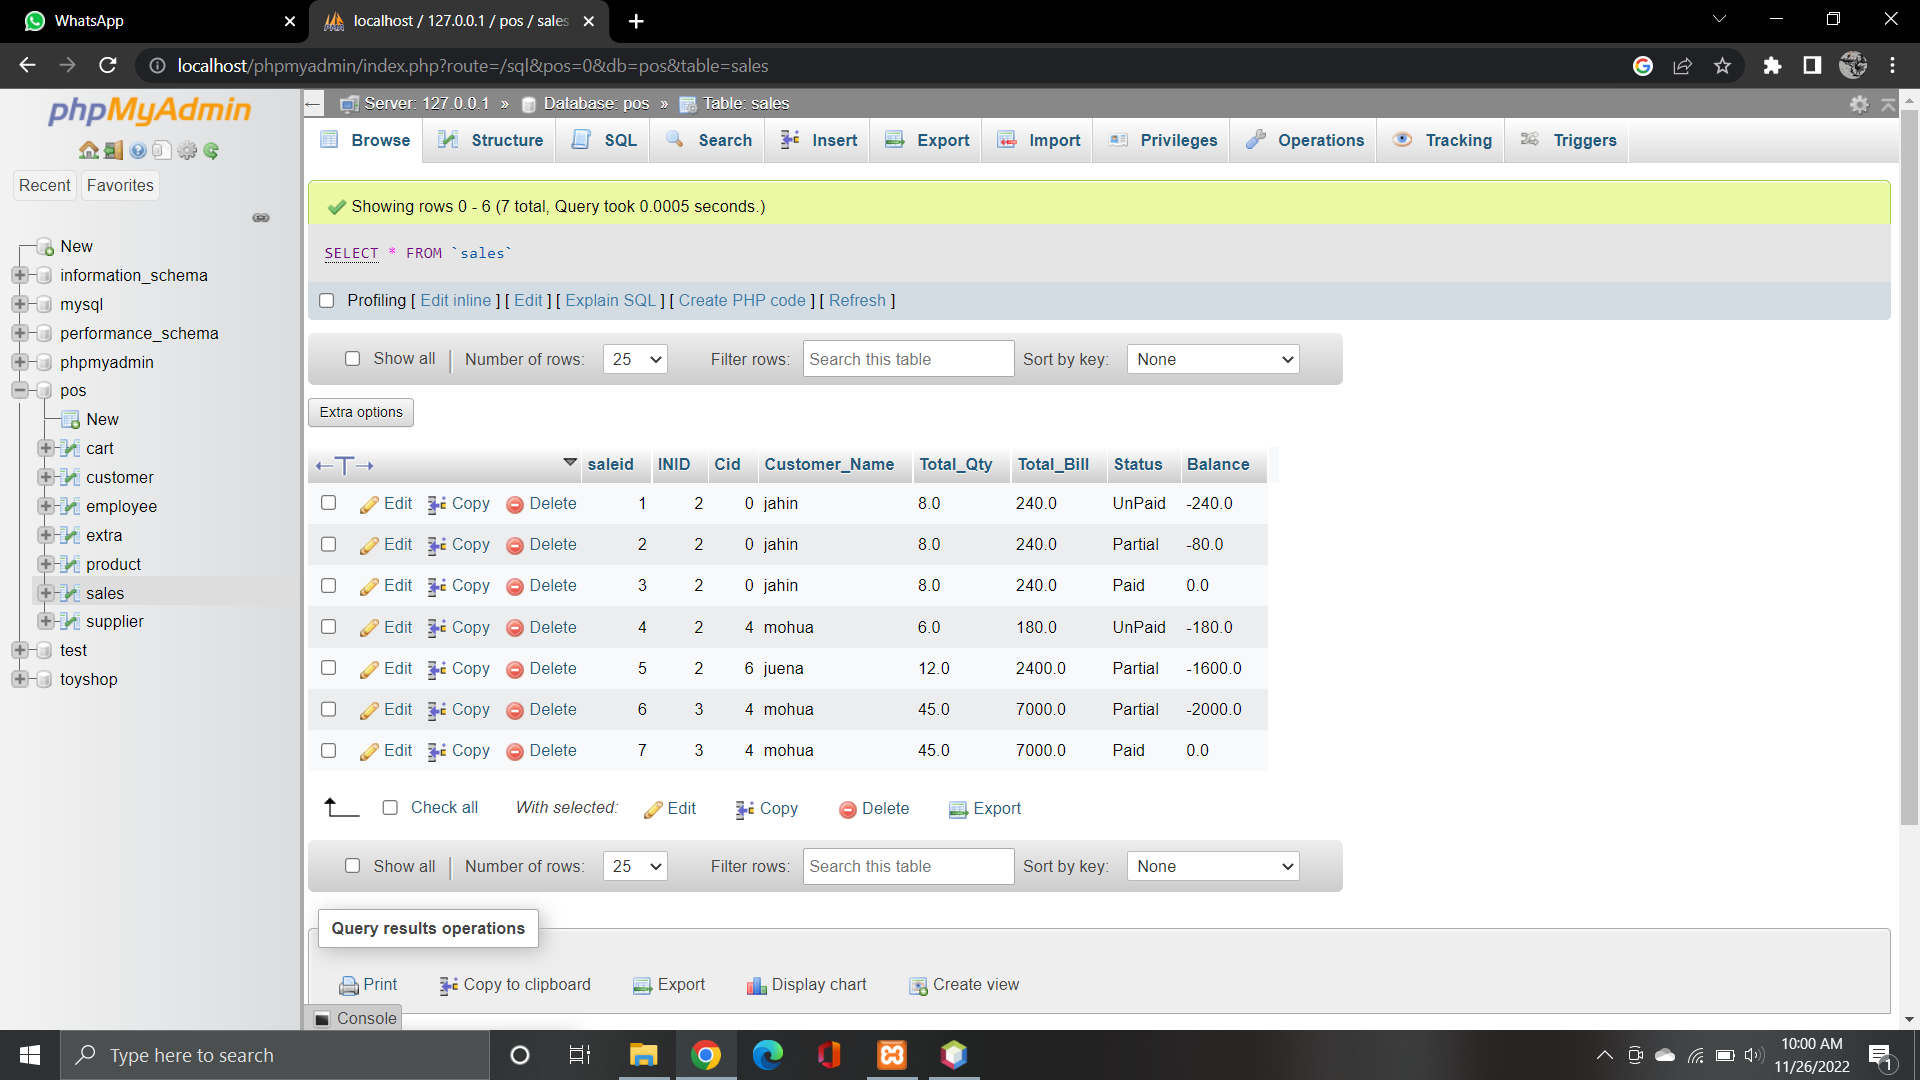 WhatsApp
localhost / 127.0.0.1 / pos / sales
localhost/phpmyadmin/index.php?route=/sql&pos=0&db=pos&table=sales
phpMyAdmin
Recent Favorites
New
information_schema
mysql
performance_schema
phpmyadmin
pos
New
cart
customer
employee
extra
product
sales
supplier
test
toyshop
Server: 127.0.0.1 » Database: pos » Table: sales
Browse Structure SQL Search Insert Export Import Privileges Operations Tracking Triggers
Showing rows 0 - 6 (7 total, Query took 0.0005 seconds.)
SELECT * FROM `sales`
Profiling [ Edit inline ] [ Edit ] [ Explain SQL ] [ Create PHP code ] [ Refresh ]
Show all Number of rows: 25 Filter rows: Search this table Sort by key: None
Extra options
saleid INID Cid Customer_Name Total_Qty Total_Bill Status Balance
Edit Copy Delete 1 2 0 jahin 8.0 240.0 UnPaid -240.0
Edit Copy Delete 2 2 0 jahin 8.0 240.0 Partial -80.0
Edit Copy Delete 3 2 0 jahin 8.0 240.0 Paid 0.0
Edit Copy Delete 4 2 4 mohua 6.0 180.0 UnPaid -180.0
Edit Copy Delete 5 2 6 juena 12.0 2400.0 Partial -1600.0
Edit Copy Delete 6 3 4 mohua 45.0 7000.0 Partial -2000.0
Edit Copy Delete 7 3 4 mohua 45.0 7000.0 Paid 0.0
Check all With selected: Edit Copy Delete Export
Show all Number of rows: 25 Filter rows: Search this table Sort by key: None
Query results operations
Print Copy to clipboard Export Display chart Create view
Console
Type here to search
10:00 AM
11/26/2022
1